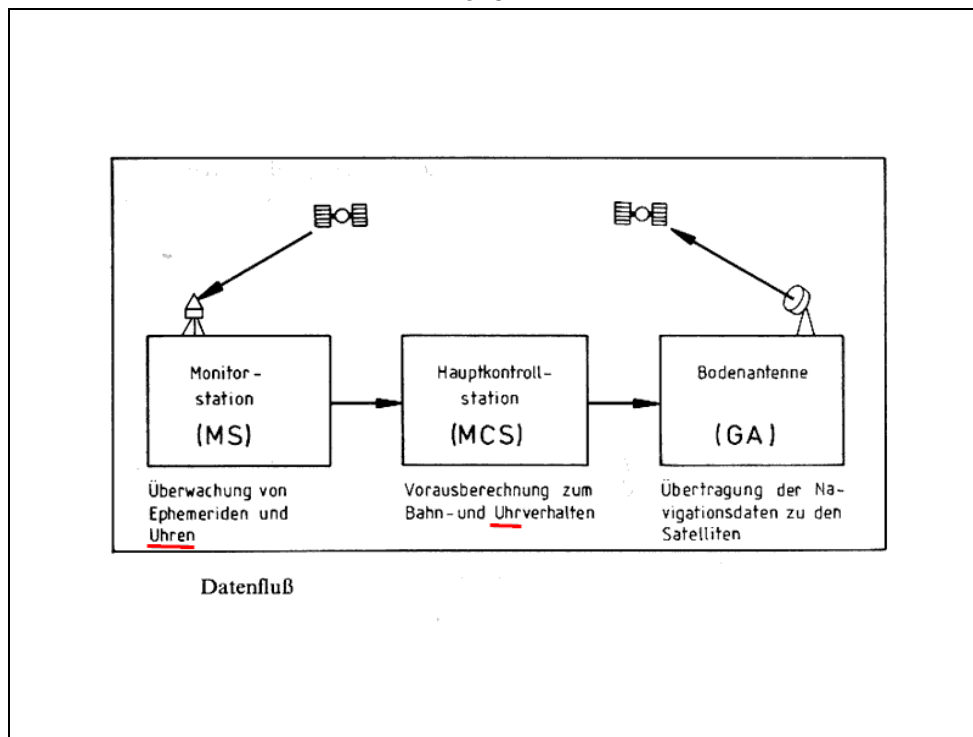 Monitor-
station
(MS)
Überwachung von
Ephemeriden und
Uhren
Hauptkontroll-
station
(MCS)
Vorausberechnung zum
Bahn- und Uhrverhalten
Bodenantenne
(GA)
Übertragung der Na-
vigationsdaten zu den
Satelliten
Datenfluß